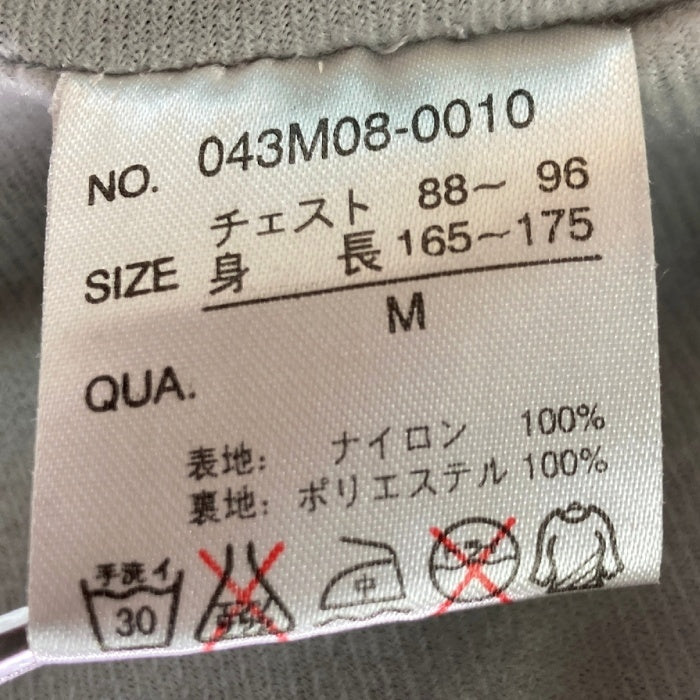 NO. 043M08-0010
チェスト 88～ 96
SIZE 身 長 165～175
M
QUA.
表地: ナイロン 100%
裏地: ポリエステル 100%
手洗イ
30
中